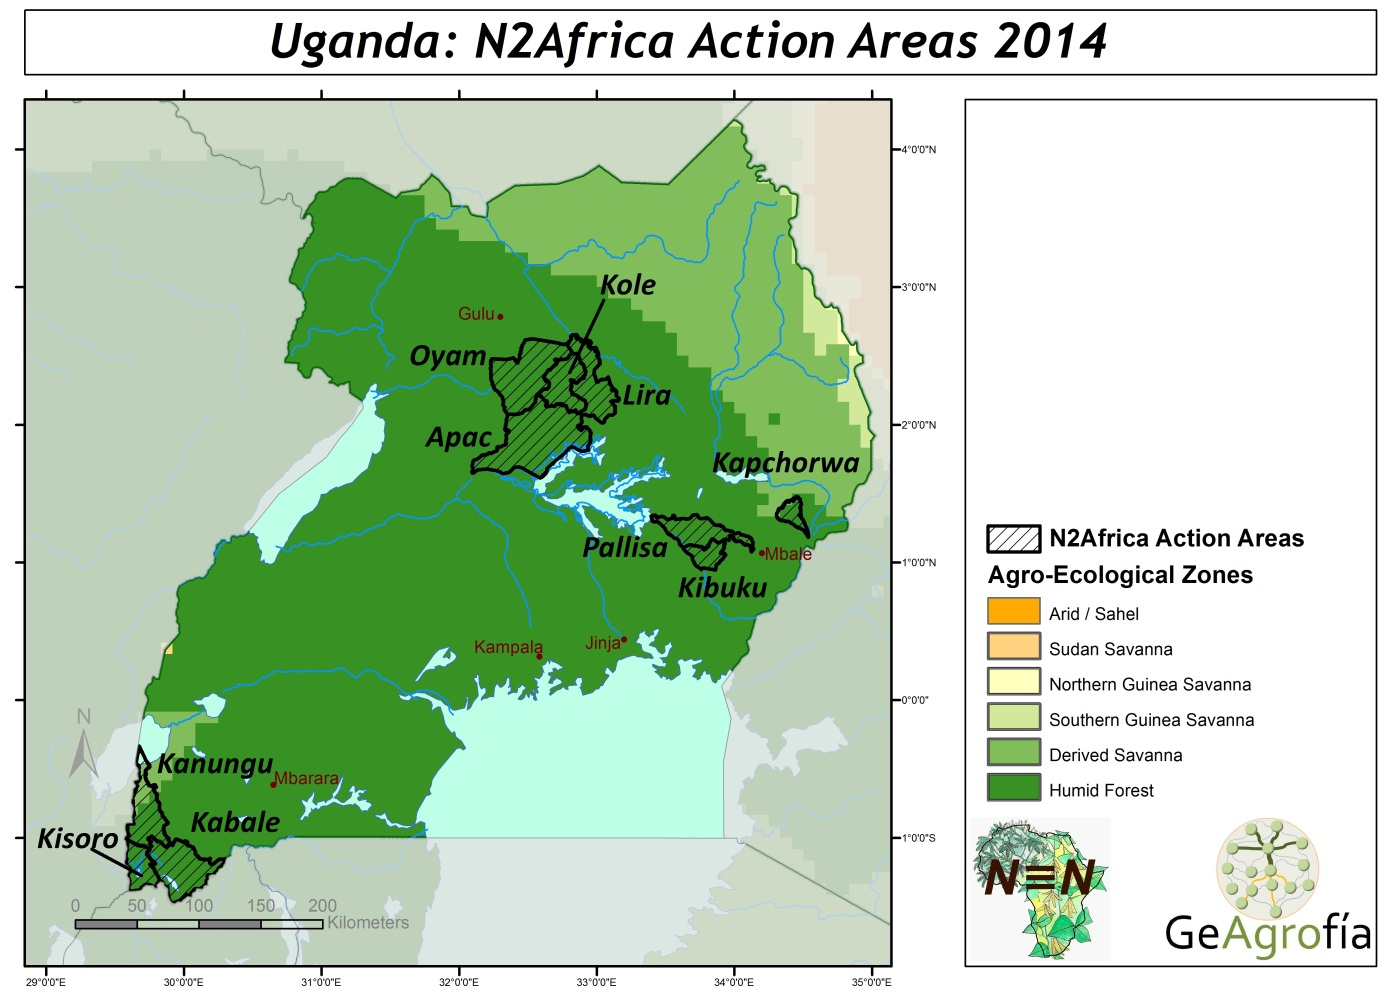 Uganda: N2Africa Action Areas 2014
4°0'0"N
3°0'0"N
Kole
Gulu
Oyam
Lira
2°0'0"N
Apac
Kapchorwa
Pallisa
Mbale
1°0'0"N
Kibuku
Kampala
Jinja
0°0'0"
N
Kanungu
Mbarara
Kabale
Kisoro
1°0'0"S
0 50 100 150 200
Kilometers
29°0'0"E 30°0'0"E 31°0'0"E 32°0'0"E 33°0'0"E 34°0'0"E 35°0'0"E
N2Africa Action Areas
Agro-Ecological Zones
Arid / Sahel
Sudan Savanna
Northern Guinea Savanna
Southern Guinea Savanna
Derived Savanna
Humid Forest
N≡N
GeAgrofía